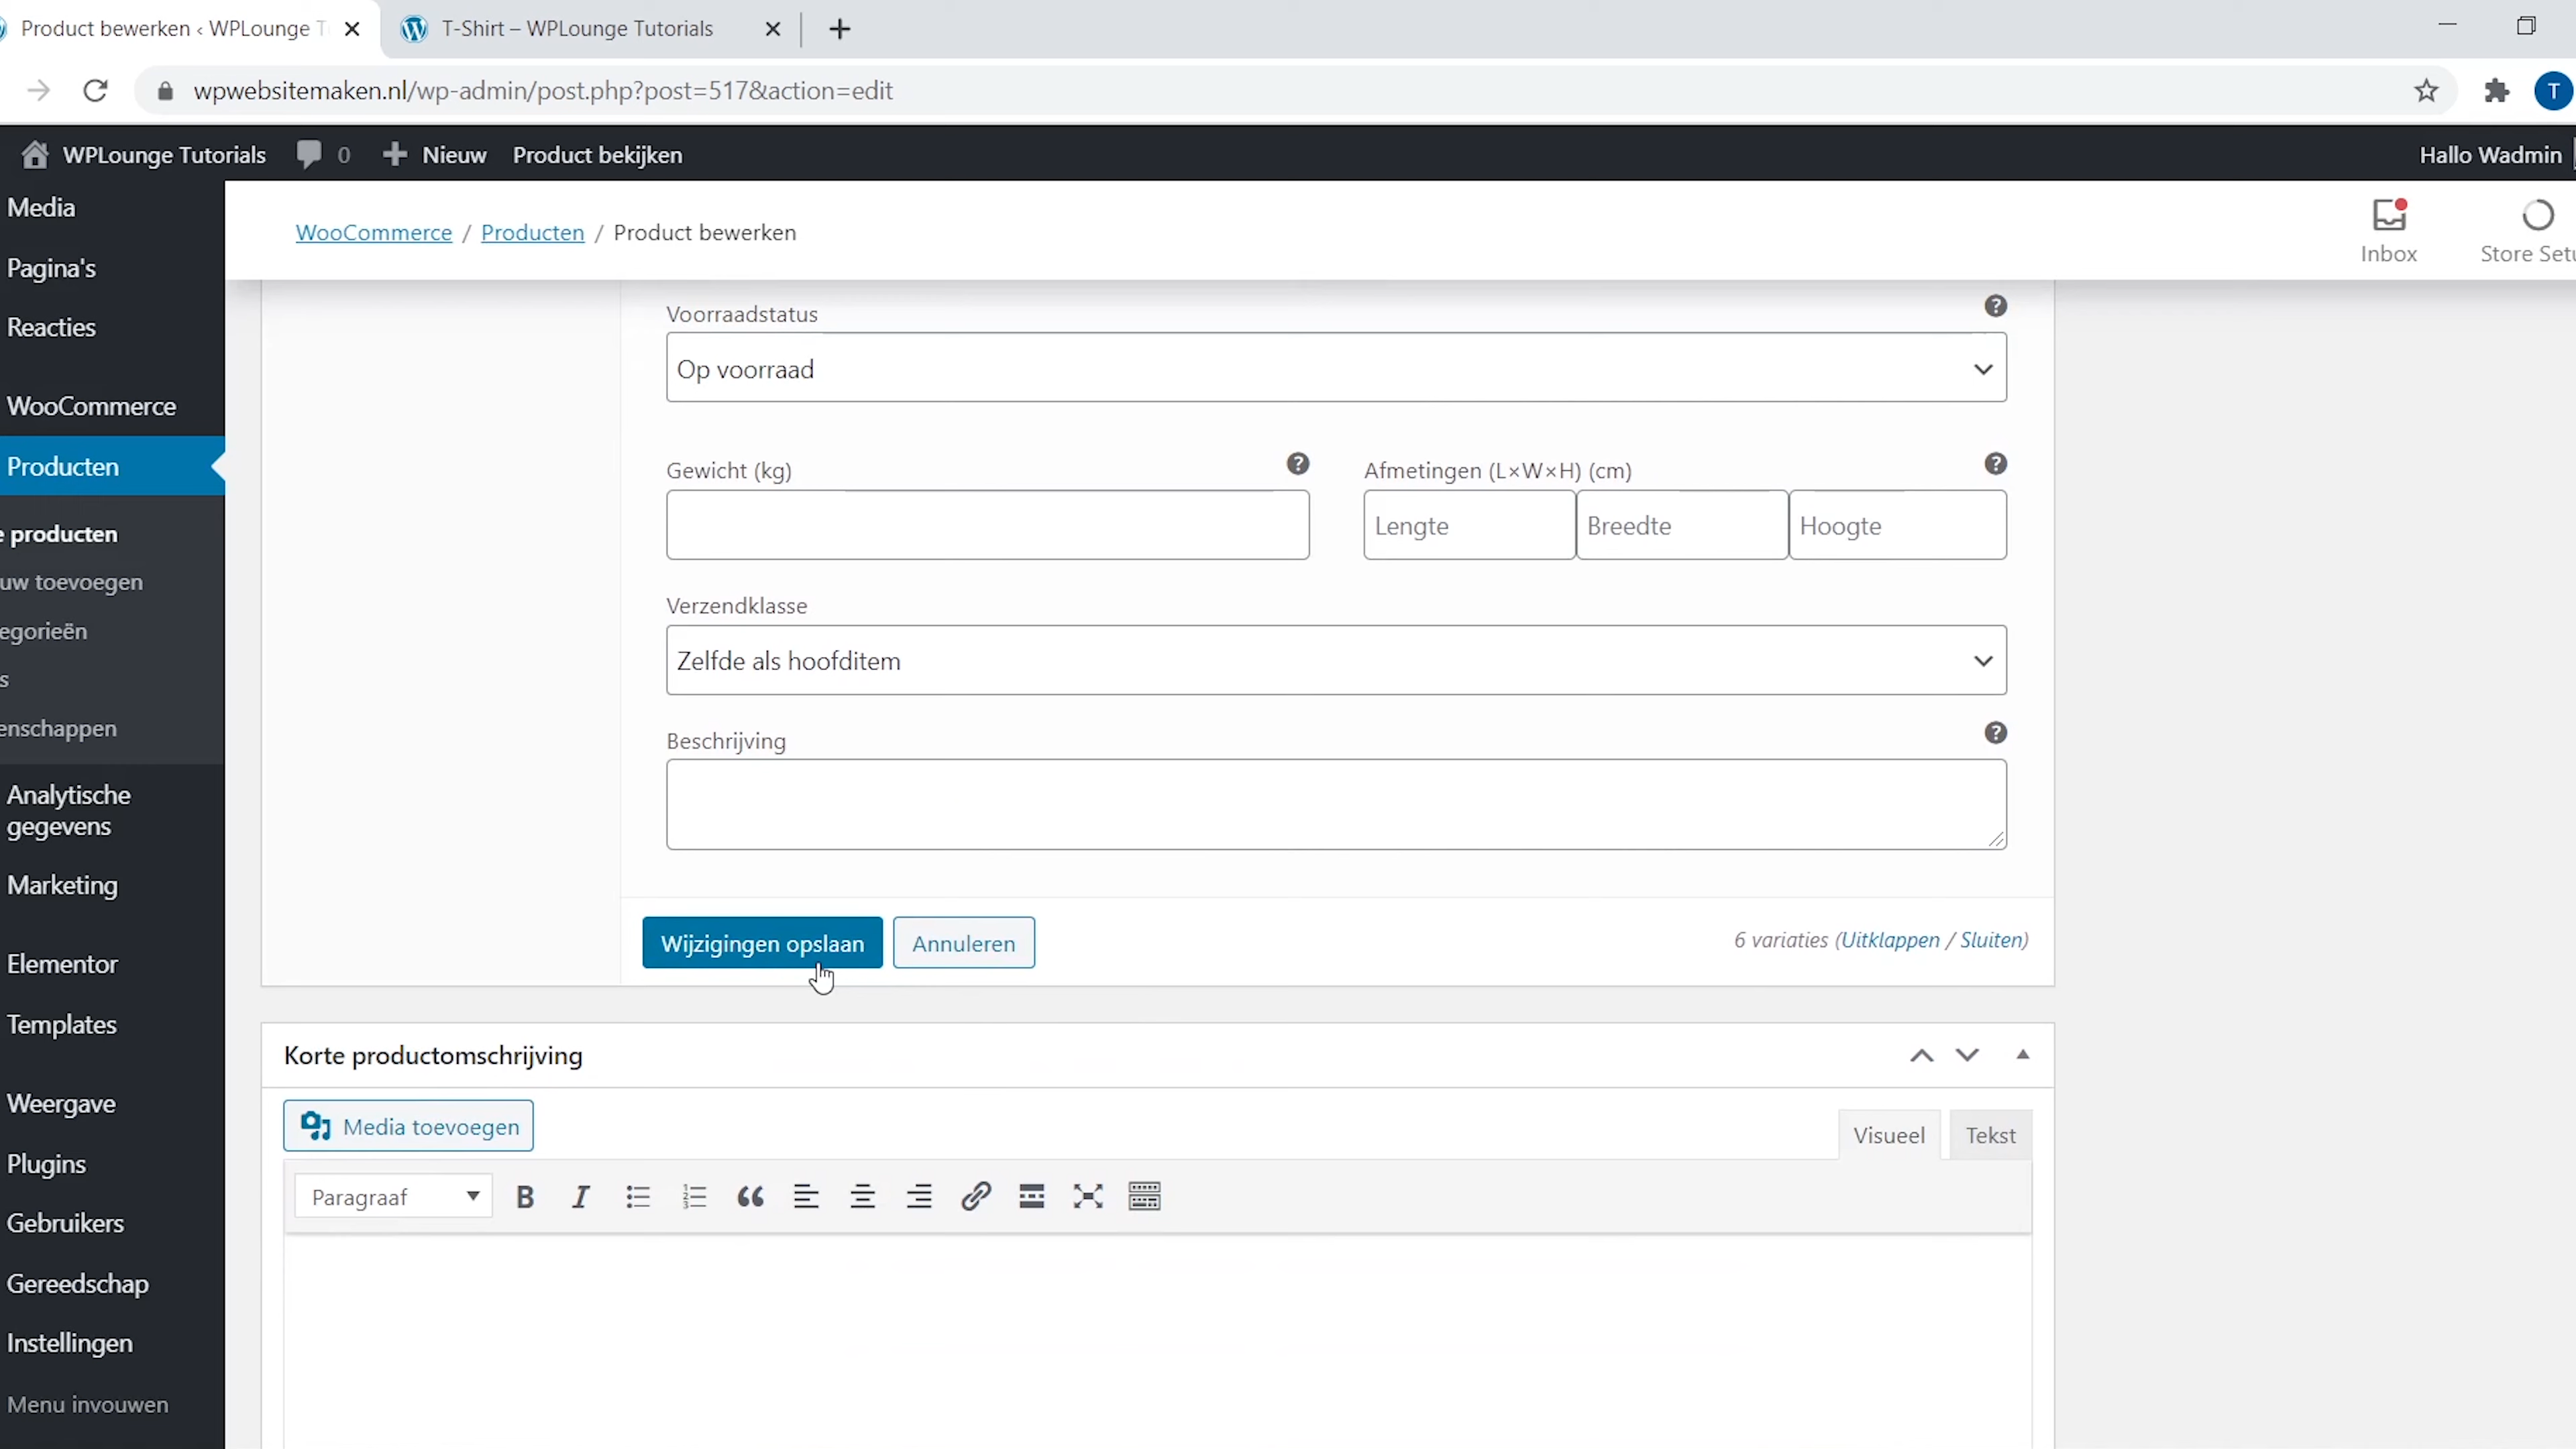 Product bewerken ‹ WPLounge T
T-Shirt – WPLounge Tutorials
wpwebsitemaken.nl/wp-admin/post.php?post=517&action=edit
T
WPLounge Tutorials
0
Nieuw
Product bekijken
Hallo Wadmin
Media
Pagina's
Reacties
WooCommerce
Producten
e producten
uw toevoegen
egorieën
s
enschappen
Analytische
gegevens
Marketing
Elementor
Templates
Weergave
Plugins
Gebruikers
Gereedschap
Instellingen
Menu invouwen
WooCommerce / Producten / Product bewerken
Inbox
Store Setu
Voorraadstatus
Op voorraad
Gewicht (kg)
Afmetingen (L×W×H) (cm)
Lengte
Breedte
Hoogte
Verzendklasse
Zelfde als hoofditem
Beschrijving
Wijzigingen opslaan
Annuleren
6 variaties (Uitklappen / Sluiten)
Korte productomschrijving
Media toevoegen
Visueel
Tekst
Paragraaf